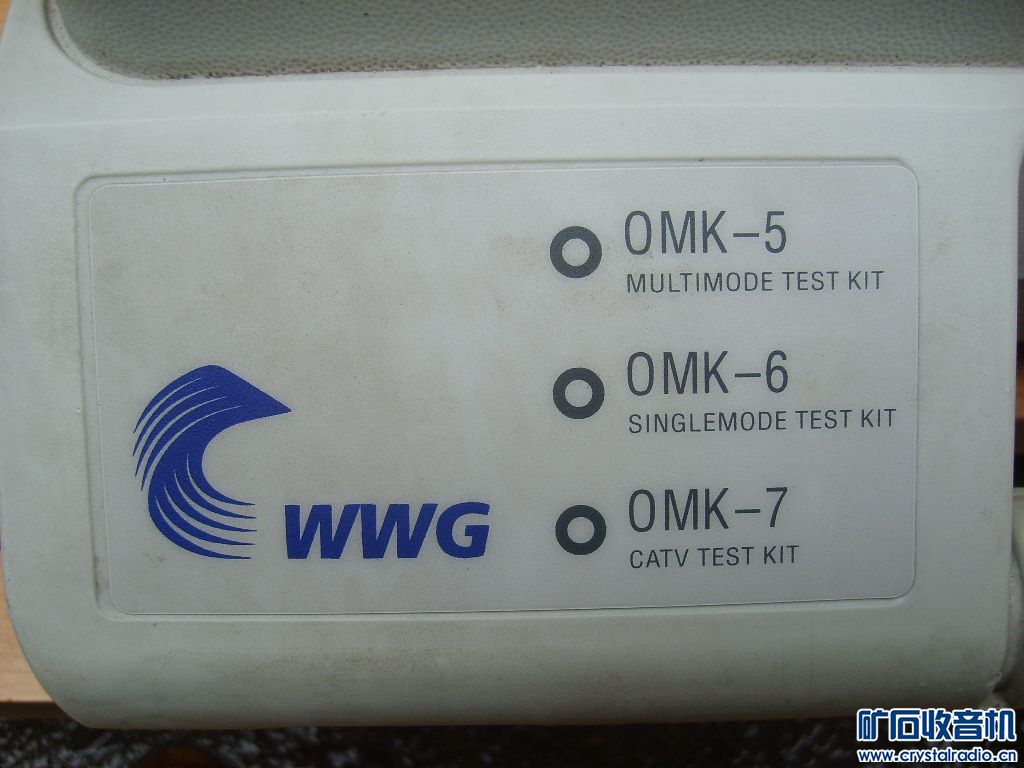 OMK-5
MULTIMODE TEST KIT
OMK-6
SINGLEMODE TEST KIT
OMK-7
CATV TEST KIT
WWG
矿石收音机
www.crystalradio.cn